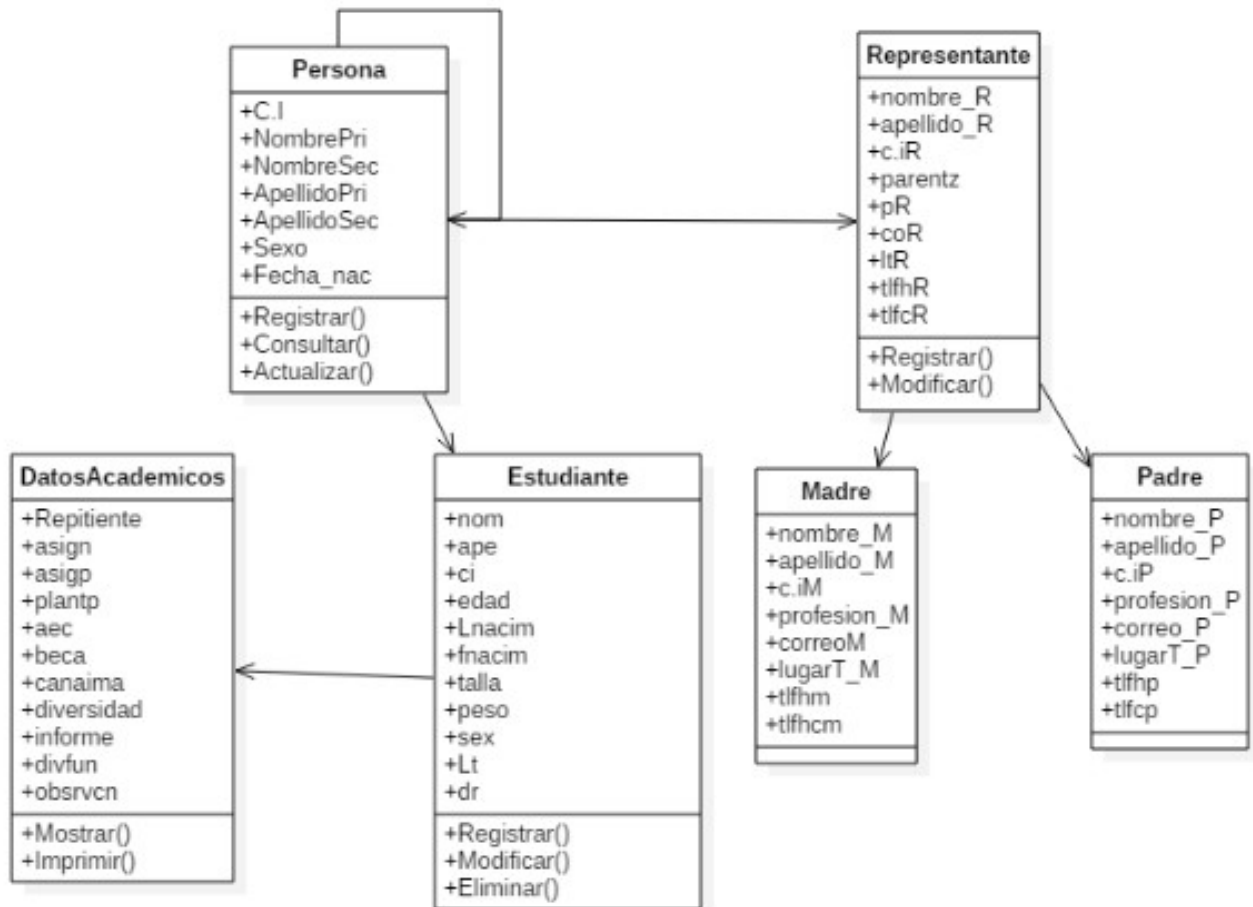 Persona
+C.I
+NombrePri
+NombreSec
+ApellidoPri
+ApellidoSec
+Sexo
+Fecha_nac
+Registrar()
+Consultar()
+Actualizar()
Representante
+nombre_R
+apellido_R
+c.iR
+parentz
+pR
+coR
+ltR
+tlfhR
+tlfcR
+Registrar()
+Modificar()
DatosAcademicos
+Repitiente
+asign
+asigp
+plantp
+aec
+beca
+canaima
+diversidad
+informe
+divfun
+obsrvcn
+Mostrar()
+Imprimir()
Estudiante
+nom
+ape
+ci
+edad
+Lnacim
+fnacim
+talla
+peso
+sex
+Lt
+dr
+Registrar()
+Modificar()
+Eliminar()
Madre
+nombre_M
+apellido_M
+c.iM
+profesion_M
+correoM
+lugarT_M
+tlfhm
+tlfhcm
Padre
+nombre_P
+apellido_P
+c.iP
+profesion_P
+correo_P
+lugarT_P
+tlfhp
+tlfcp